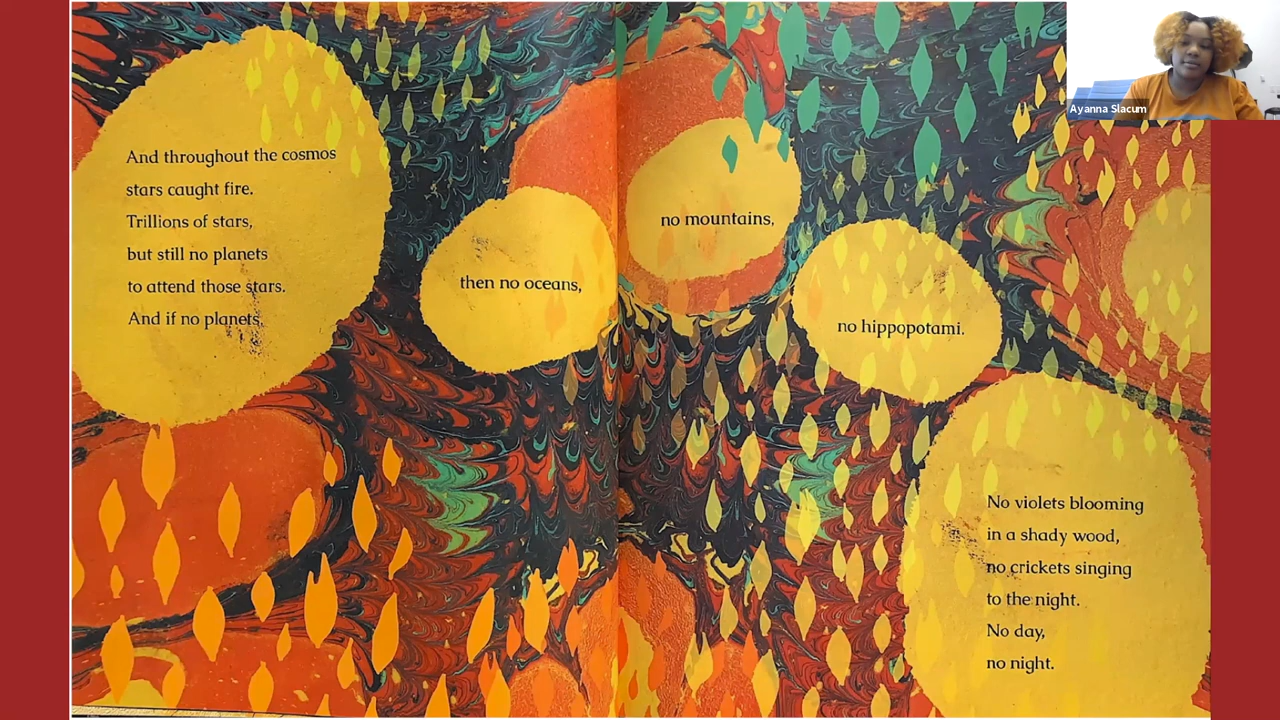 And throughout the cosmos
stars caught fire.
Trillions of stars,
but still no planets
to attend those stars.
And if no planets,
then no oceans,
no mountains,
no hippopotami.
No violets blooming
in a shady wood,
no crickets singing
to the night.
No day,
no night.
Ayanna Slacum